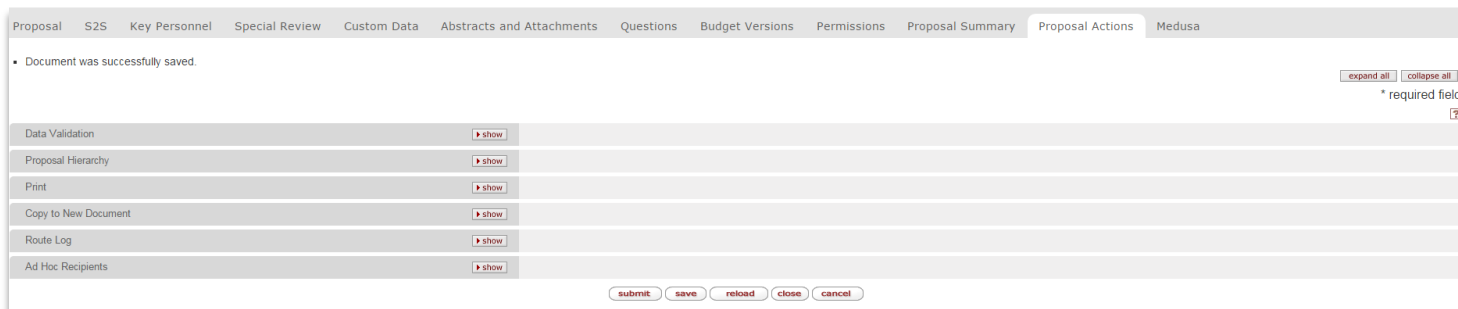 Proposal S2S Key Personnel Special Review Custom Data Abstracts and Attachments Questions Budget Versions Permissions Proposal Summary Proposal Actions Medusa
Document was successfully saved.
expand all collapse all
* required field
?
Data Validation show
Proposal Hierarchy show
Print show
Copy to New Document show
Route Log show
Ad Hoc Recipients show
submit save reload close cancel